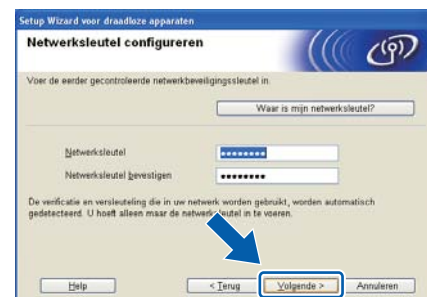 Setup Wizard voor draadloze apparaten
Netwerksleutel configureren
Voer de eerder gecontroleerde netwerkbeveiligingssleutel in.
Waar is mijn netwerksleutel?
Netwerksleutel
Netwerksleutel bevestigen
De verificatie en versleuteling die in uw netwerk worden gebruikt, worden automatisch
gedetecteerd. U hoeft alleen maar de netwerksleutel in te voeren.
Help
< Terug
Volgende >
Annuleren